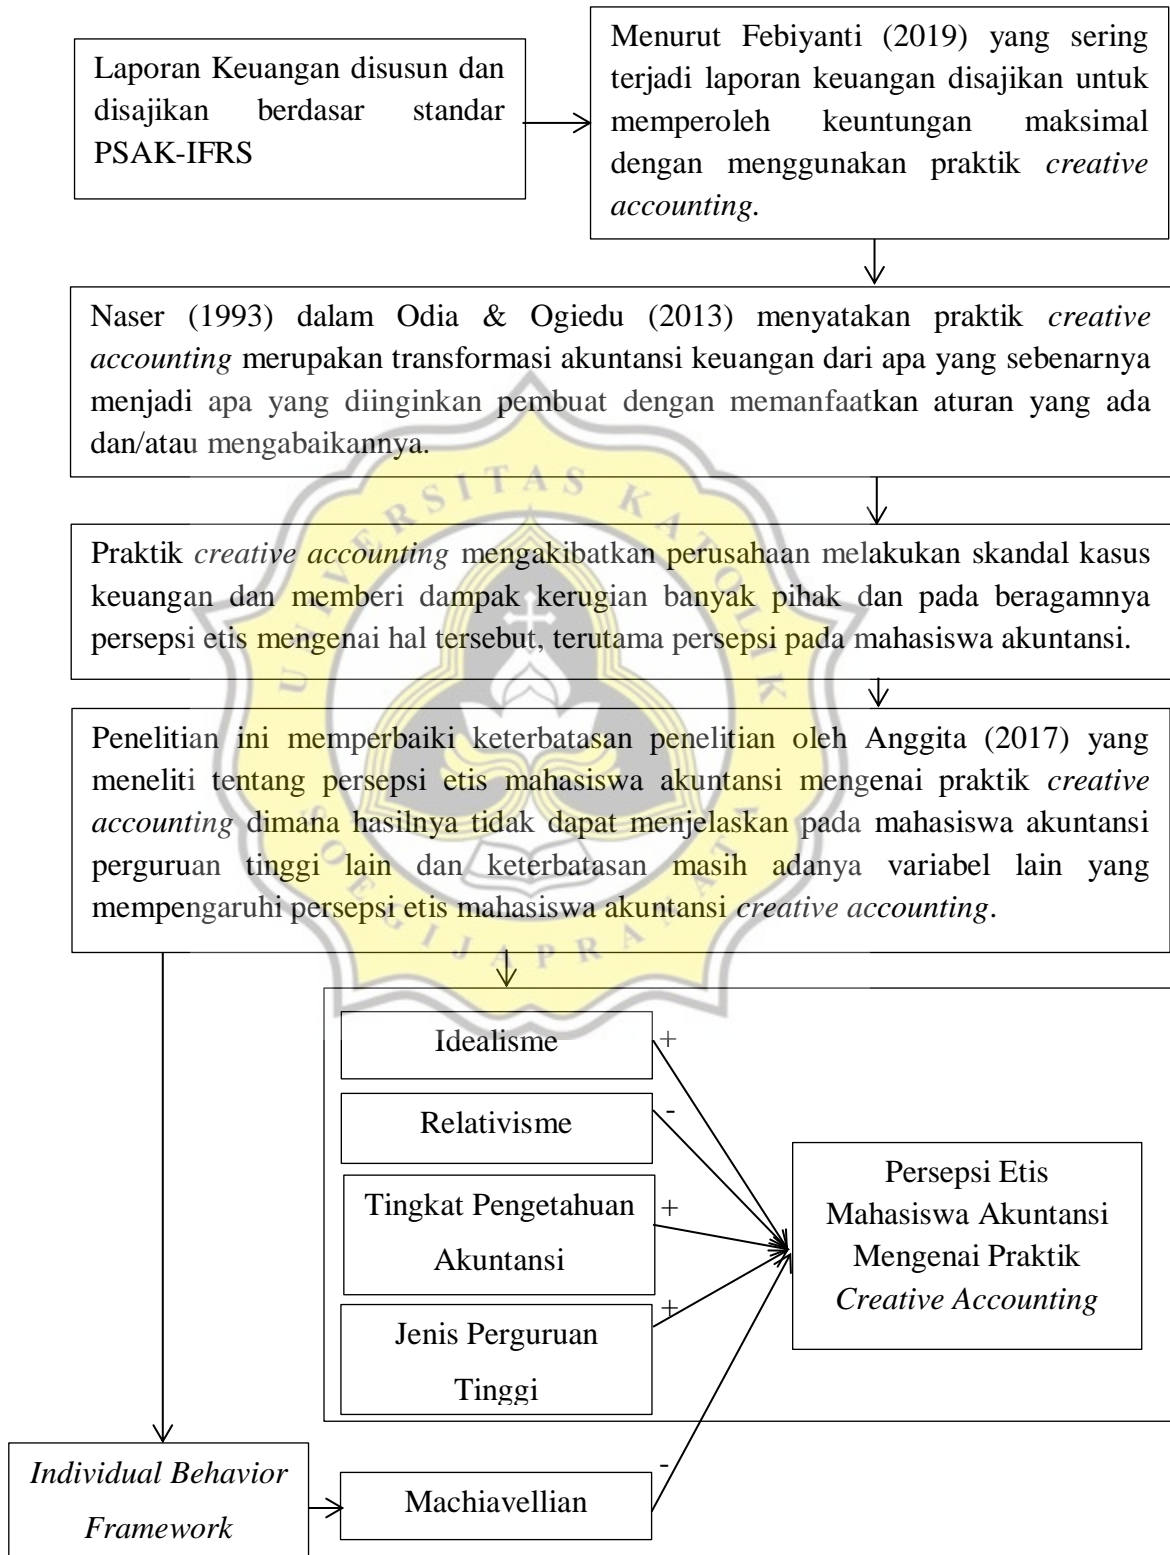 Laporan Keuangan disusun dan
disajikan berdasar standar
PSAK-IFRS
Menurut Febiyanti (2019) yang sering
terjadi laporan keuangan disajikan untuk
memperoleh keuntungan maksimal
dengan menggunakan praktik creative
accounting.
Naser (1993) dalam Odia & Ogiedu (2013) menyatakan praktik creative
accounting merupakan transformasi akuntansi keuangan dari apa yang sebenarnya
menjadi apa yang diinginkan pembuat dengan memanfaatkan aturan yang ada
dan/atau mengabaikannya.
Praktik creative accounting mengakibatkan perusahaan melakukan skandal kasus
keuangan dan memberi dampak kerugian banyak pihak dan pada beragamnya
persepsi etis mengenai hal tersebut, terutama persepsi pada mahasiswa akuntansi.
Penelitian ini memperbaiki keterbatasan penelitian oleh Anggita (2017) yang
meneliti tentang persepsi etis mahasiswa akuntansi mengenai praktik creative
accounting dimana hasilnya tidak dapat menjelaskan pada mahasiswa akuntansi
perguruan tinggi lain dan keterbatasan masih adanya variabel lain yang
mempengaruhi persepsi etis mahasiswa akuntansi creative accounting.
UNIVERSITAS KATOLIK
SOEGIJAPRANATA
Idealisme
+
Relativisme
-
Tingkat Pengetahuan
Akuntansi
+
Jenis Perguruan
Tinggi
+
Persepsi Etis
Mahasiswa Akuntansi
Mengenai Praktik
Creative Accounting
Individual Behavior
Framework
Machiavellian
-